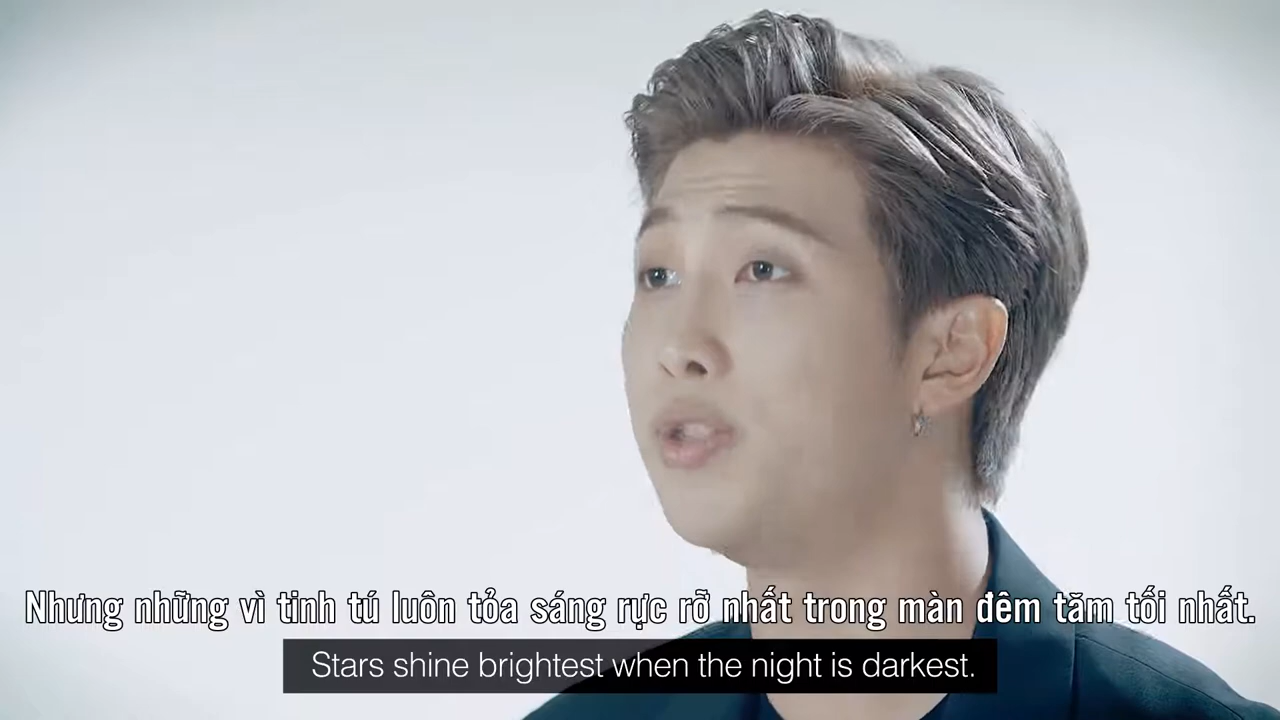 Nhưng những vì tinh tú luôn tỏa sáng rực rỡ nhất trong màn đêm tăm tối nhất.
Stars shine brightest when the night is darkest.